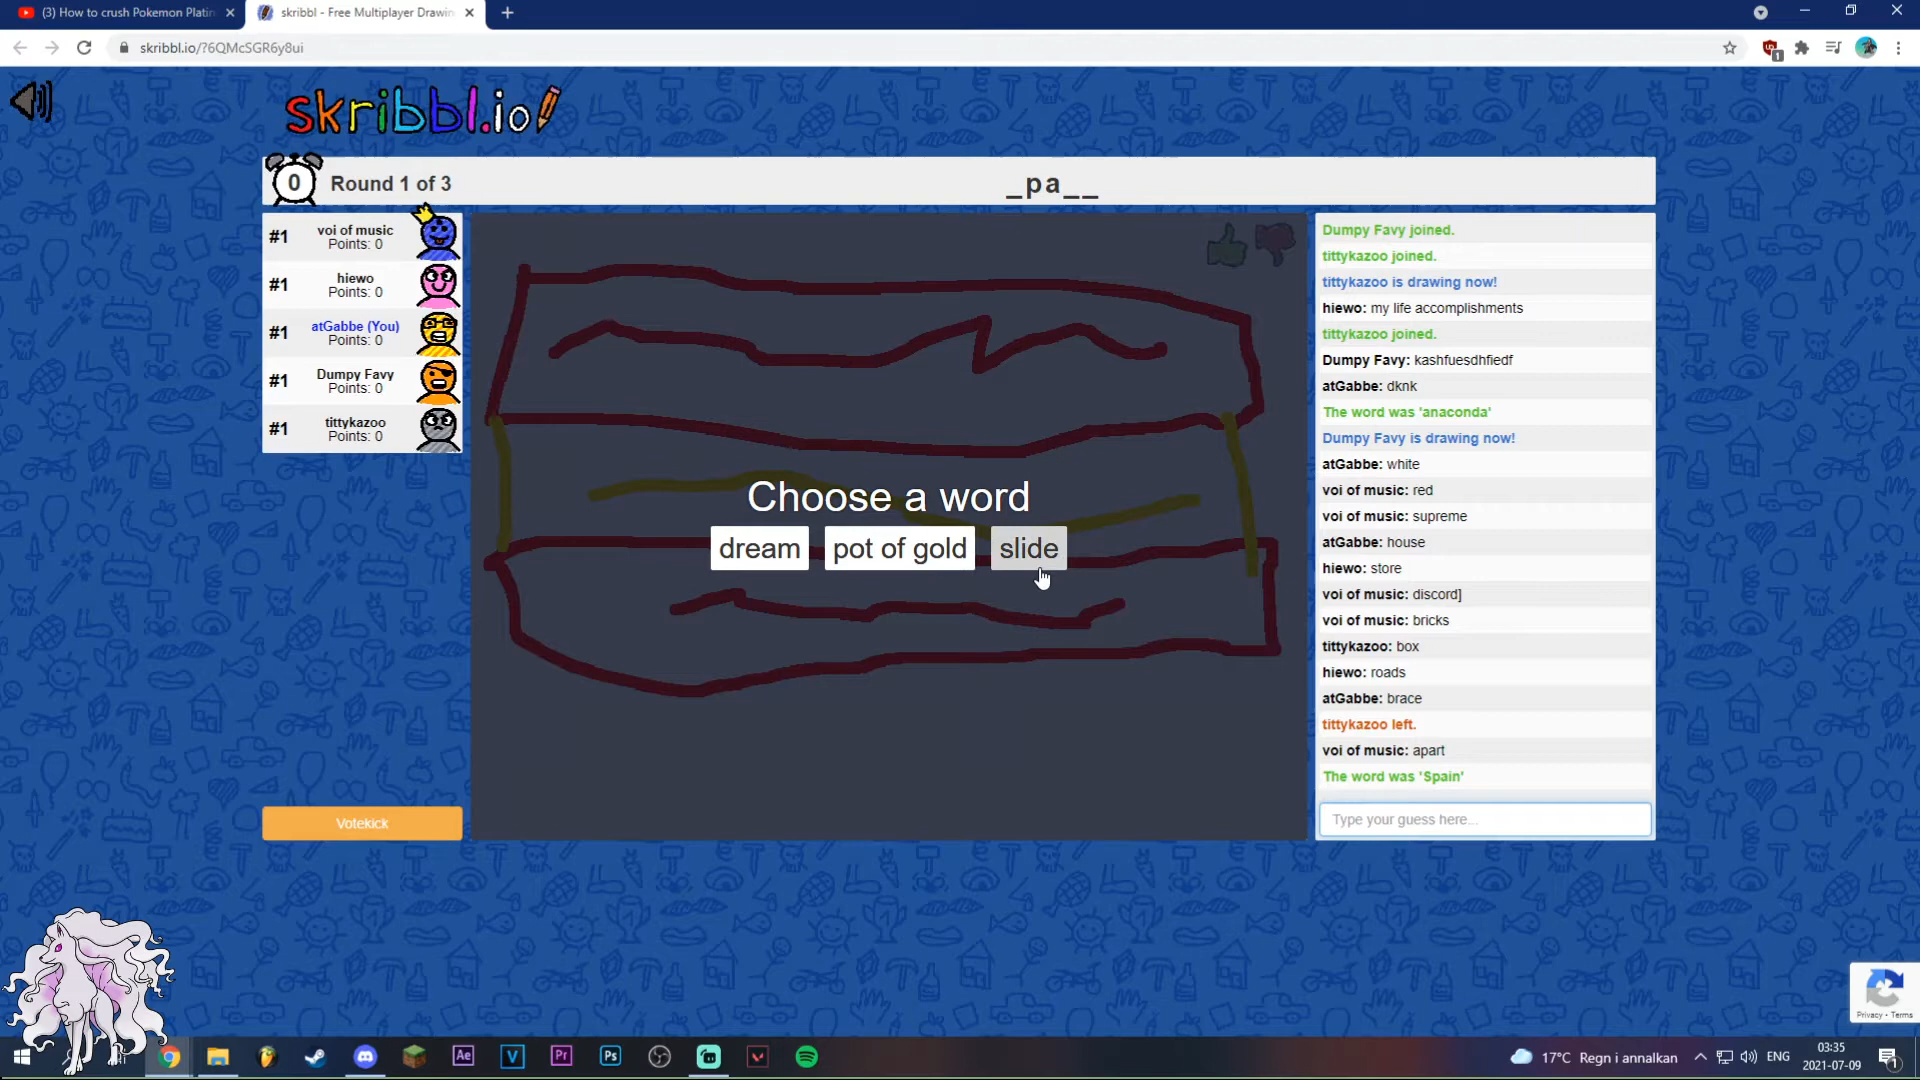 (3) How to crush Pokemon Platin
skribbl - Free Multiplayer Drawin
skribbl.io/?6QMcSGR6y8ui
1
skribbl.io
0
Round 1 of 3
_pa__
#1
voi of music
Points: 0
#1
hiewo
Points: 0
#1
atGabbe (You)
Points: 0
#1
Dumpy Favy
Points: 0
#1
tittykazoo
Points: 0
Votekick
Choose a word
dream
pot of gold
slide
Dumpy Favy joined.
tittykazoo joined.
tittykazoo is drawing now!
hiewo: my life accomplishments
tittykazoo joined.
Dumpy Favy: kashfuesdhfiedf
atGabbe: dknk
The word was 'anaconda'
Dumpy Favy is drawing now!
atGabbe: white
voi of music: red
voi of music: supreme
atGabbe: house
hiewo: store
voi of music: discord]
voi of music: bricks
tittykazoo: box
hiewo: roads
atGabbe: brace
tittykazoo left.
voi of music: apart
The word was 'Spain'
Type your guess here...
Privacy - Terms
Ae
V
Pr
Ps
17°C Regn i annalkan
ENG
03:35
2021-07-09
1